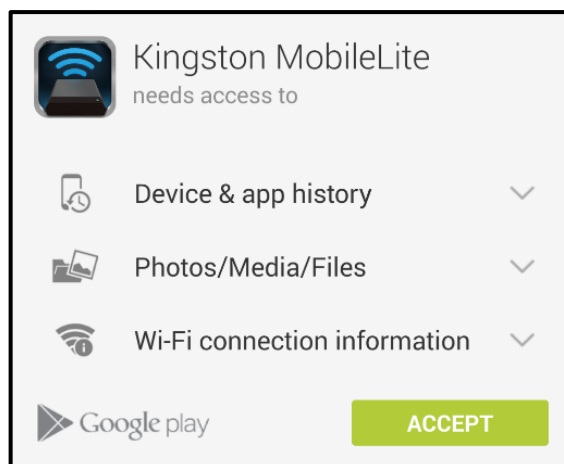 Kingston MobileLite
needs access to
Device & app history
Photos/Media/Files
Wi-Fi connection information
Google play
ACCEPT